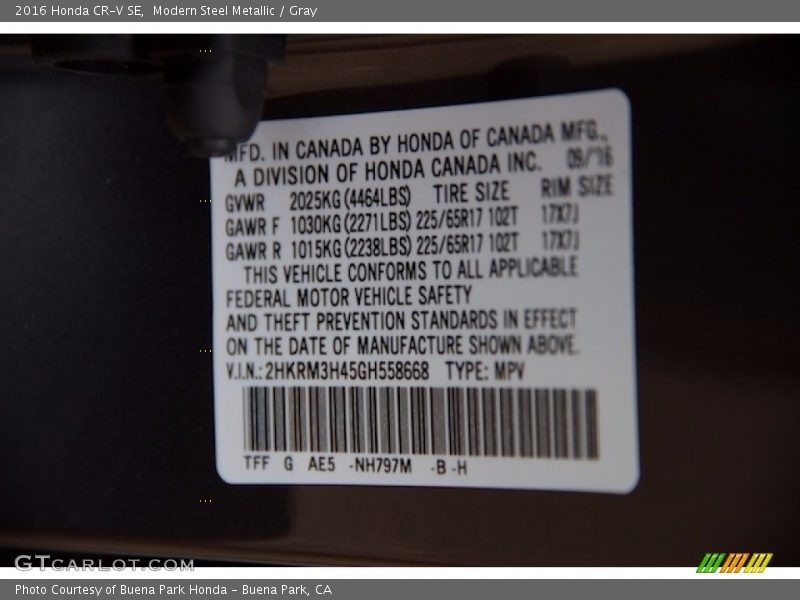 2016 Honda CR-V SE, Modern Steel Metallic / Gray
MFD. IN CANADA BY HONDA OF CANADA MFG.,
A DIVISION OF HONDA CANADA INC. 09/16
GVWR 2025KG (4464LBS) TIRE SIZE RIM SIZE
GAWR F 1030KG (2271LBS) 225/65R17 102T 17X7J
GAWR R 1015KG (2238LBS) 225/65R17 102T 17X7J
THIS VEHICLE CONFORMS TO ALL APPLICABLE
FEDERAL MOTOR VEHICLE SAFETY
AND THEFT PREVENTION STANDARDS IN EFFECT
ON THE DATE OF MANUFACTURE SHOWN ABOVE.
V.I.N.: 2HKRM3H45GH558668 TYPE: MPV
TFF G AE5 -NH797M -B -H
GTCARLOT.COM
Photo Courtesy of Buena Park Honda - Buena Park, CA